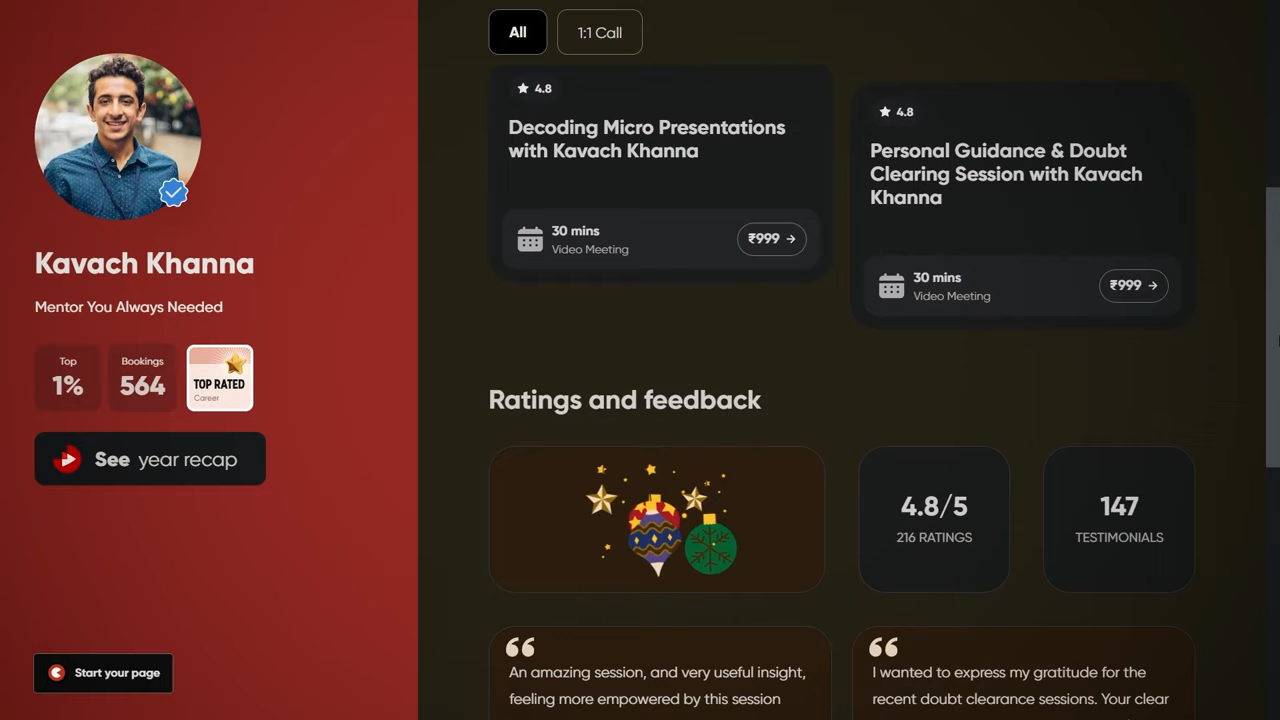 Kavach Khanna
Mentor You Always Needed
Top
1%
Bookings
564
TOP RATED
Career
See year recap
Start your page
All
1:1 Call
4.8
Decoding Micro Presentations
with Kavach Khanna
30 mins
Video Meeting
₹999 →
4.8
Personal Guidance & Doubt
Clearing Session with Kavach
Khanna
30 mins
Video Meeting
₹999 →
Ratings and feedback
4.8/5
216 RATINGS
147
TESTIMONIALS
“
An amazing session, and very useful insight,
feeling more empowered by this session
“
I wanted to express my gratitude for the
recent doubt clearance sessions. Your clear